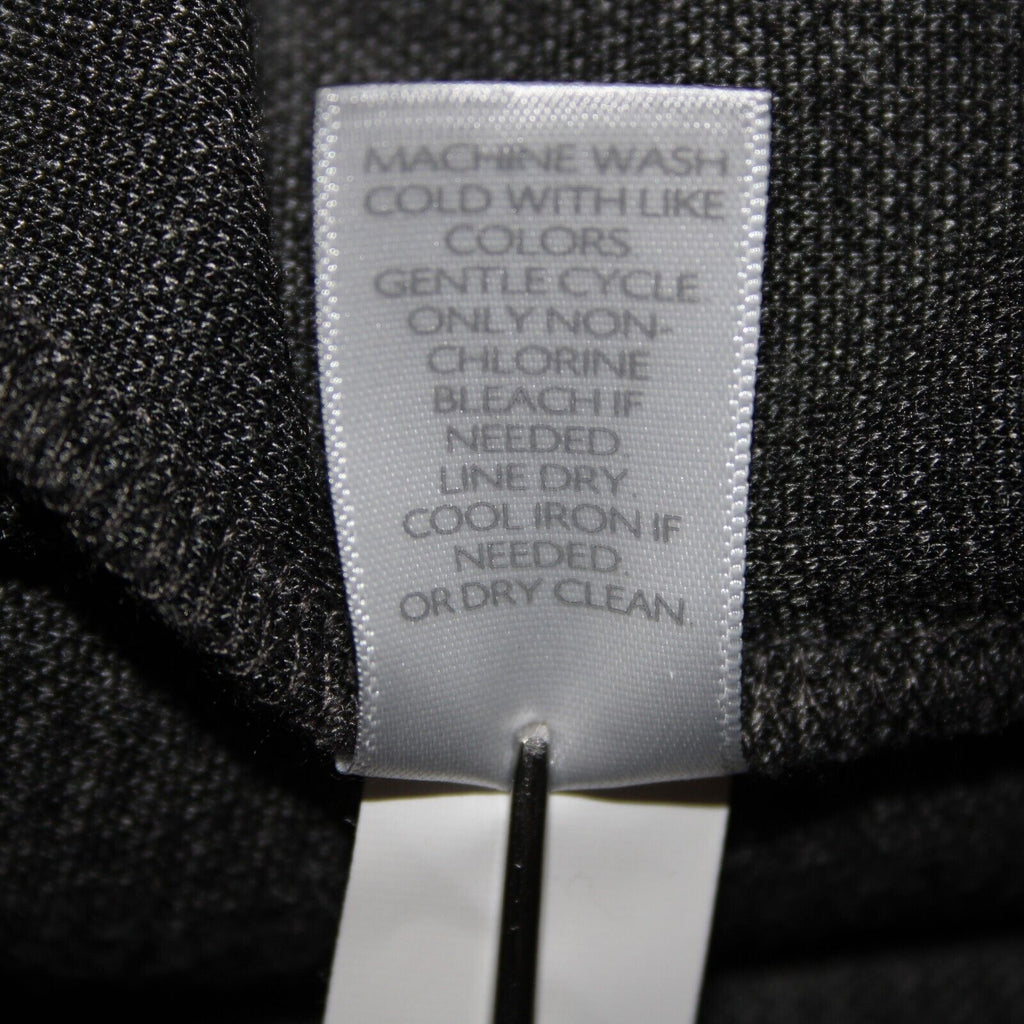 MACHINE WASH
COLD WITH LIKE
COLORS
GENTLE CYCLE
ONLY NON-
CHLORINE
BLEACH IF
NEEDED
LINE DRY.
COOL IRON IF
NEEDED
OR DRY CLEAN.